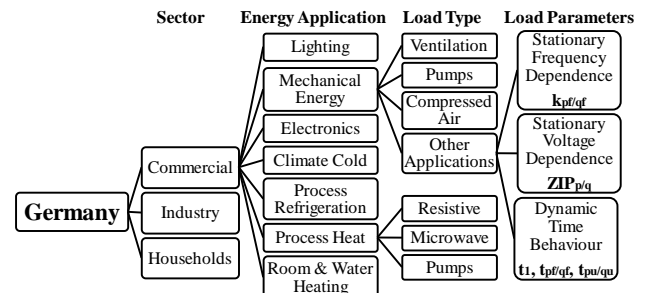 Sector
Energy Application
Load Type
Load Parameters
Germany
Commercial
Industry
Households
Lighting
Mechanical
Energy
Electronics
Climate Cold
Process
Refrigeration
Process Heat
Room & Water
Heating
Ventilation
Pumps
Compressed
Air
Other
Applications
Resistive
Microwave
Pumps
Stationary
Frequency
Dependence
kpf/qf
Stationary
Voltage
Dependence
ZIPp/q
Dynamic
Time
Behaviour
t1, tpf/qf, tpu/qu